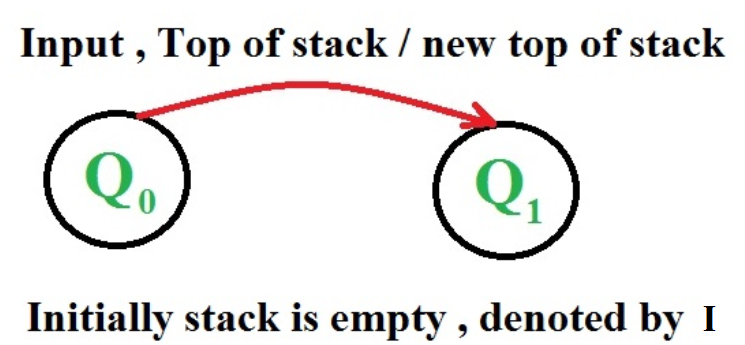 Input , Top of stack / new top of stack
Q0 Q1
Initially stack is empty , denoted by I